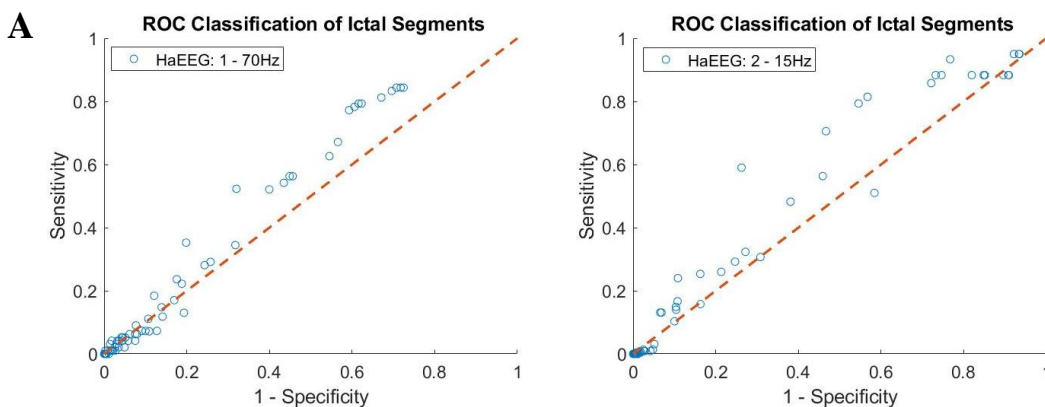 A
ROC Classification of Ictal Segments
HaEEG: 1 - 70Hz
1
0.8
0.6
0.4
0.2
0
Sensitivity
0 0.2 0.4 0.6 0.8 1
1 - Specificity
ROC Classification of Ictal Segments
HaEEG: 2 - 15Hz
1
0.8
0.6
0.4
0.2
0
Sensitivity
0 0.2 0.4 0.6 0.8 1
1 - Specificity